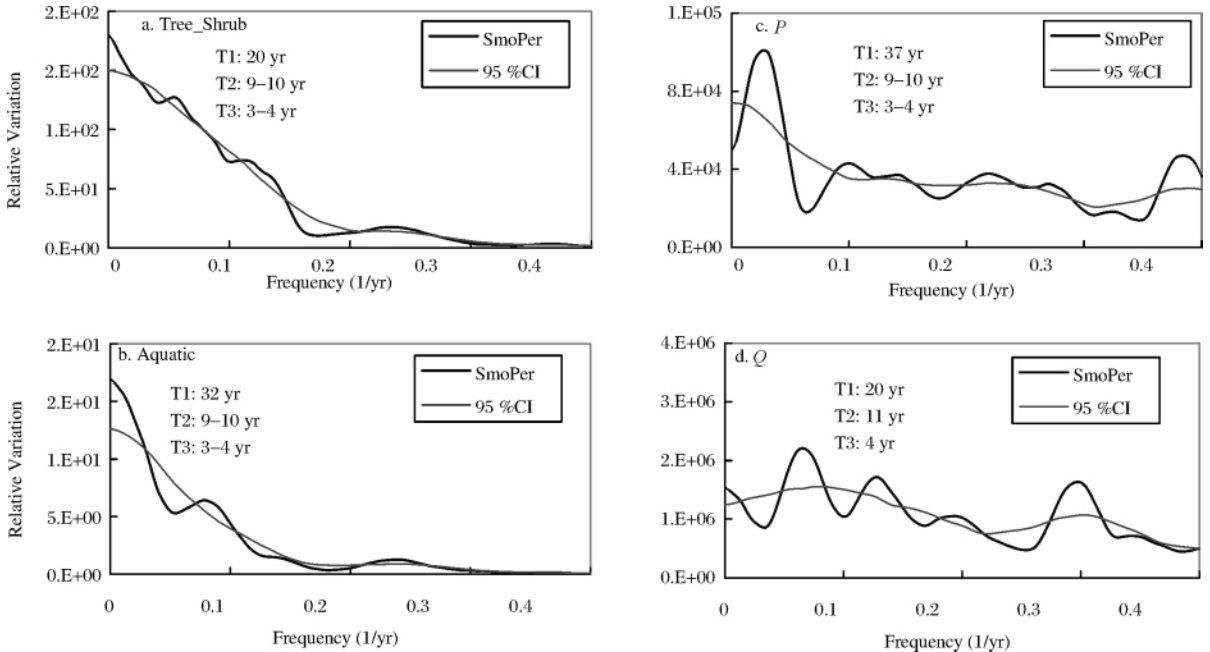 a. Tree_Shrub
2.E+02
2.E+02
1.E+02
5.E+01
0.E+00
Relative Variation
T1: 20 yr
T2: 9–10 yr
T3: 3–4 yr
SmoPer
95 %CI
0 0.1 0.2 0.3 0.4
Frequency (1/yr)
b. Aquatic
2.E+01
2.E+01
1.E+01
5.E+00
0.E+00
Relative Variation
T1: 32 yr
T2: 9–10 yr
T3: 3–4 yr
SmoPer
95 %CI
0 0.1 0.2 0.3 0.4
Frequency (1/yr)
c. P
1.E+05
8.E+04
4.E+04
0.E+00
T1: 37 yr
T2: 9–10 yr
T3: 3–4 yr
SmoPer
95 %CI
0 0.1 0.2 0.3 0.4
Frequency (1/yr)
d. Q
4.E+06
3.E+06
2.E+06
1.E+06
0.E+00
T1: 20 yr
T2: 11 yr
T3: 4 yr
SmoPer
95 %CI
0 0.1 0.2 0.3 0.4
Frequency (1/yr)